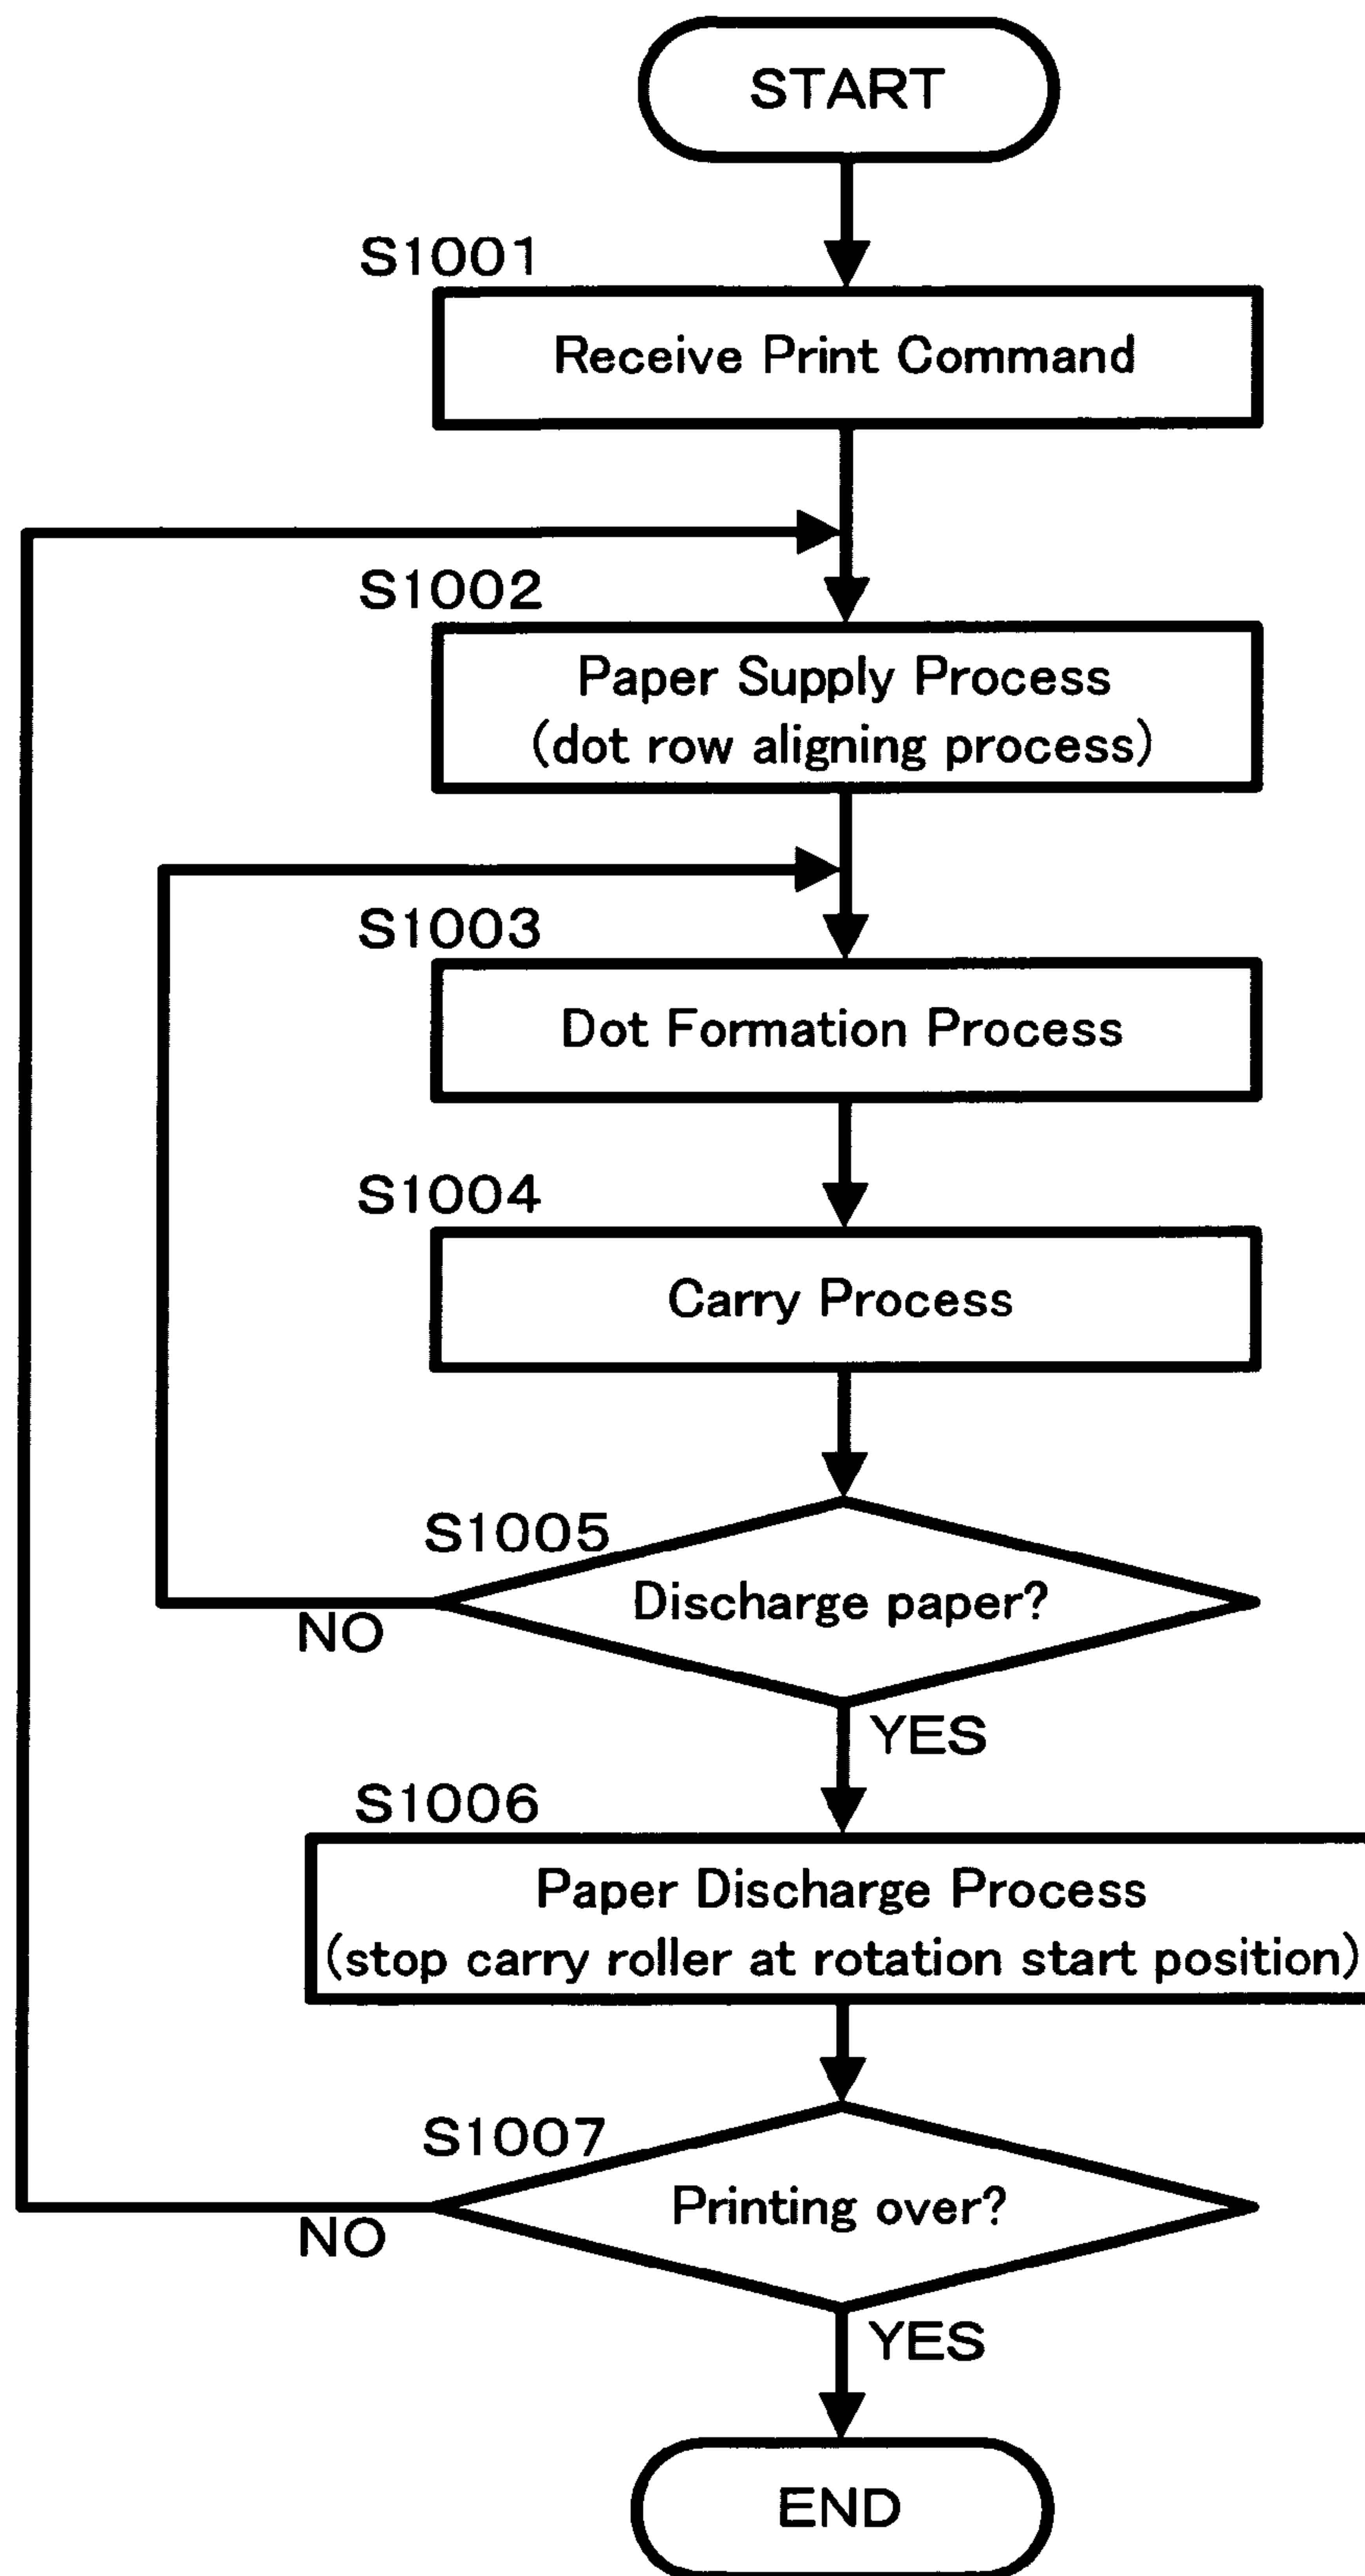 START
S1001
Receive Print Command
S1002
Paper Supply Process
(dot row aligning process)
S1003
Dot Formation Process
S1004
Carry Process
S1005
Discharge paper?
NO
YES
S1006
Paper Discharge Process
(stop carry roller at rotation start position)
S1007
Printing over?
NO
YES
END